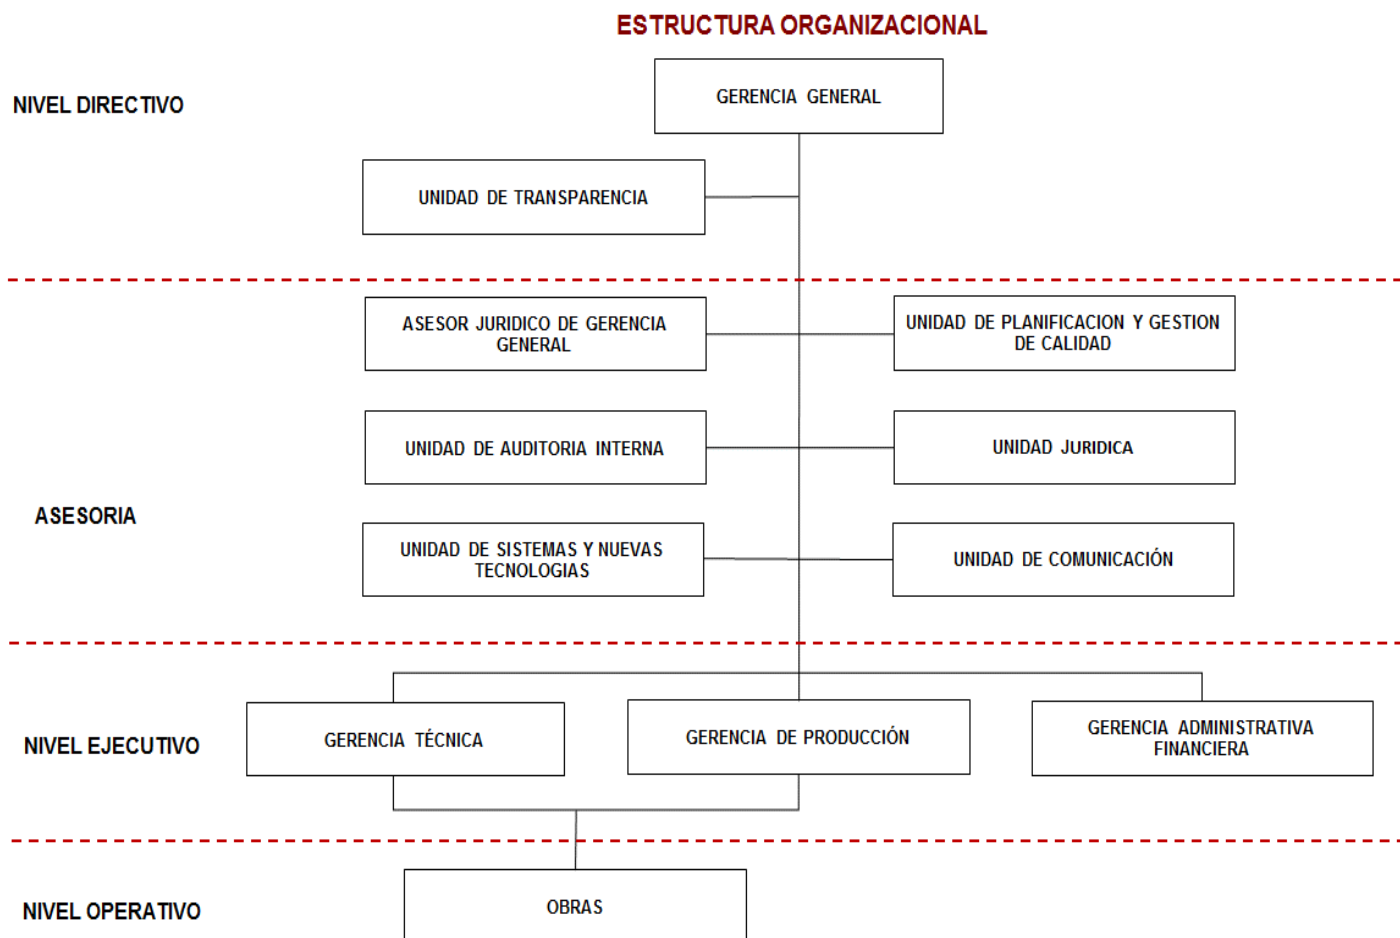 ESTRUCTURA ORGANIZACIONAL
NIVEL DIRECTIVO
GERENCIA GENERAL
UNIDAD DE TRANSPARENCIA
ASESOR JURIDICO DE GERENCIA
GENERAL
UNIDAD DE PLANIFICACION Y GESTION
DE CALIDAD
UNIDAD DE AUDITORIA INTERNA
UNIDAD JURIDICA
ASESORIA
UNIDAD DE SISTEMAS Y NUEVAS
TECNOLOGIAS
UNIDAD DE COMUNICACIÓN
NIVEL EJECUTIVO
GERENCIA TÉCNICA
GERENCIA DE PRODUCCIÓN
GERENCIA ADMINISTRATIVA
FINANCIERA
NIVEL OPERATIVO
OBRAS